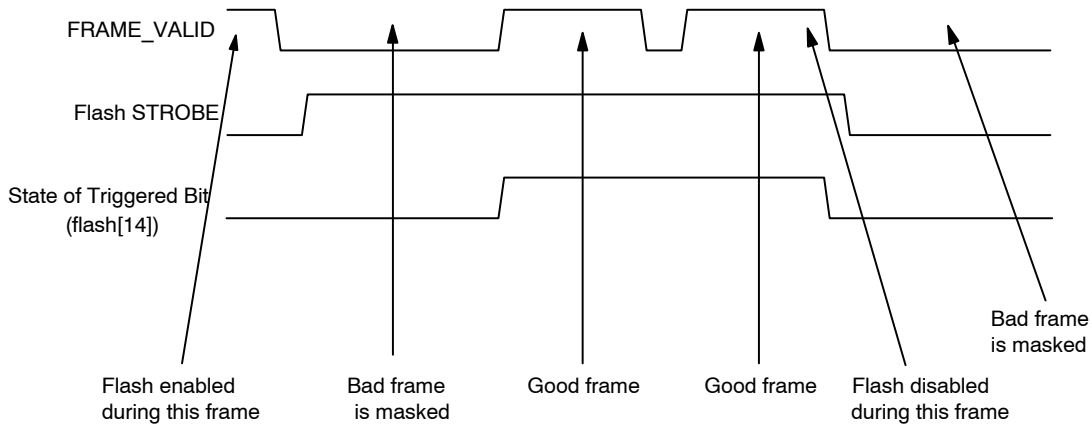 FRAME_VALID
Flash STROBE
State of Triggered Bit
(flash[14])
Bad frame
is masked
Flash enabled
during this frame
Bad frame
is masked
Good frame
Good frame
Flash disabled
during this frame